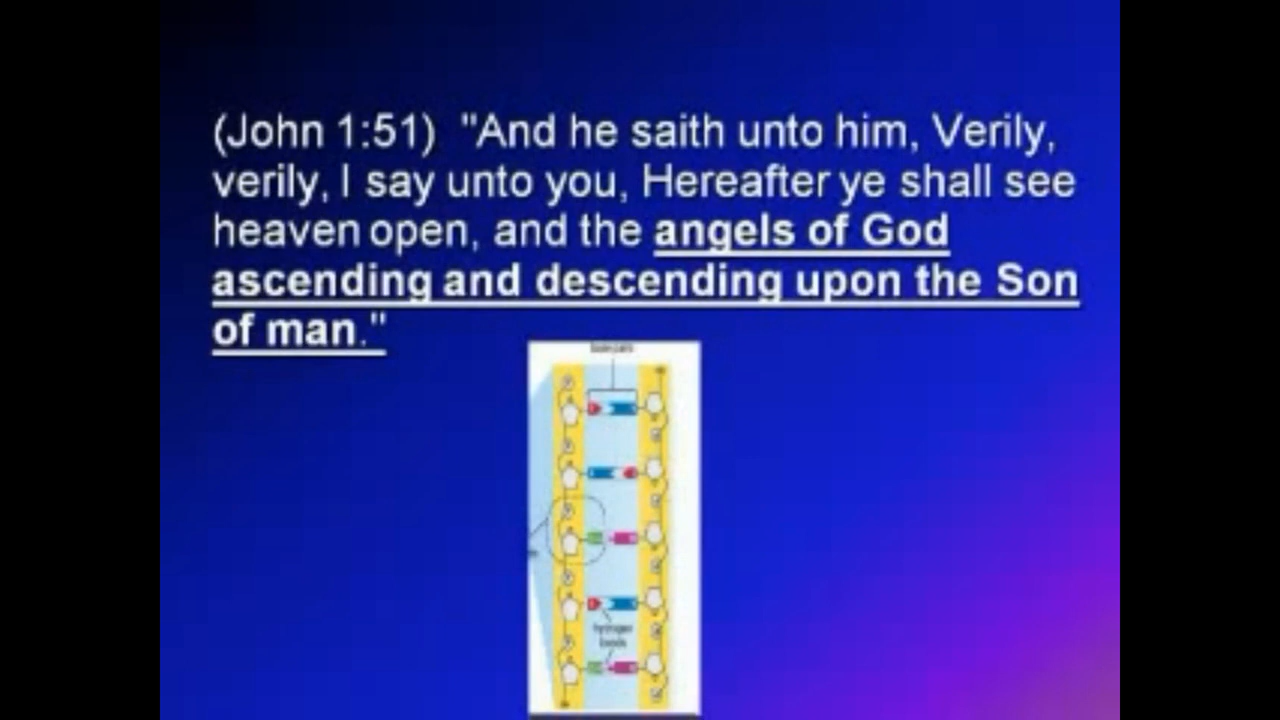 (John 1:51) "And he saith unto him, Verily,
verily, I say unto you, Hereafter ye shall see
heaven open, and the angels of God
ascending and descending upon the Son
of man."